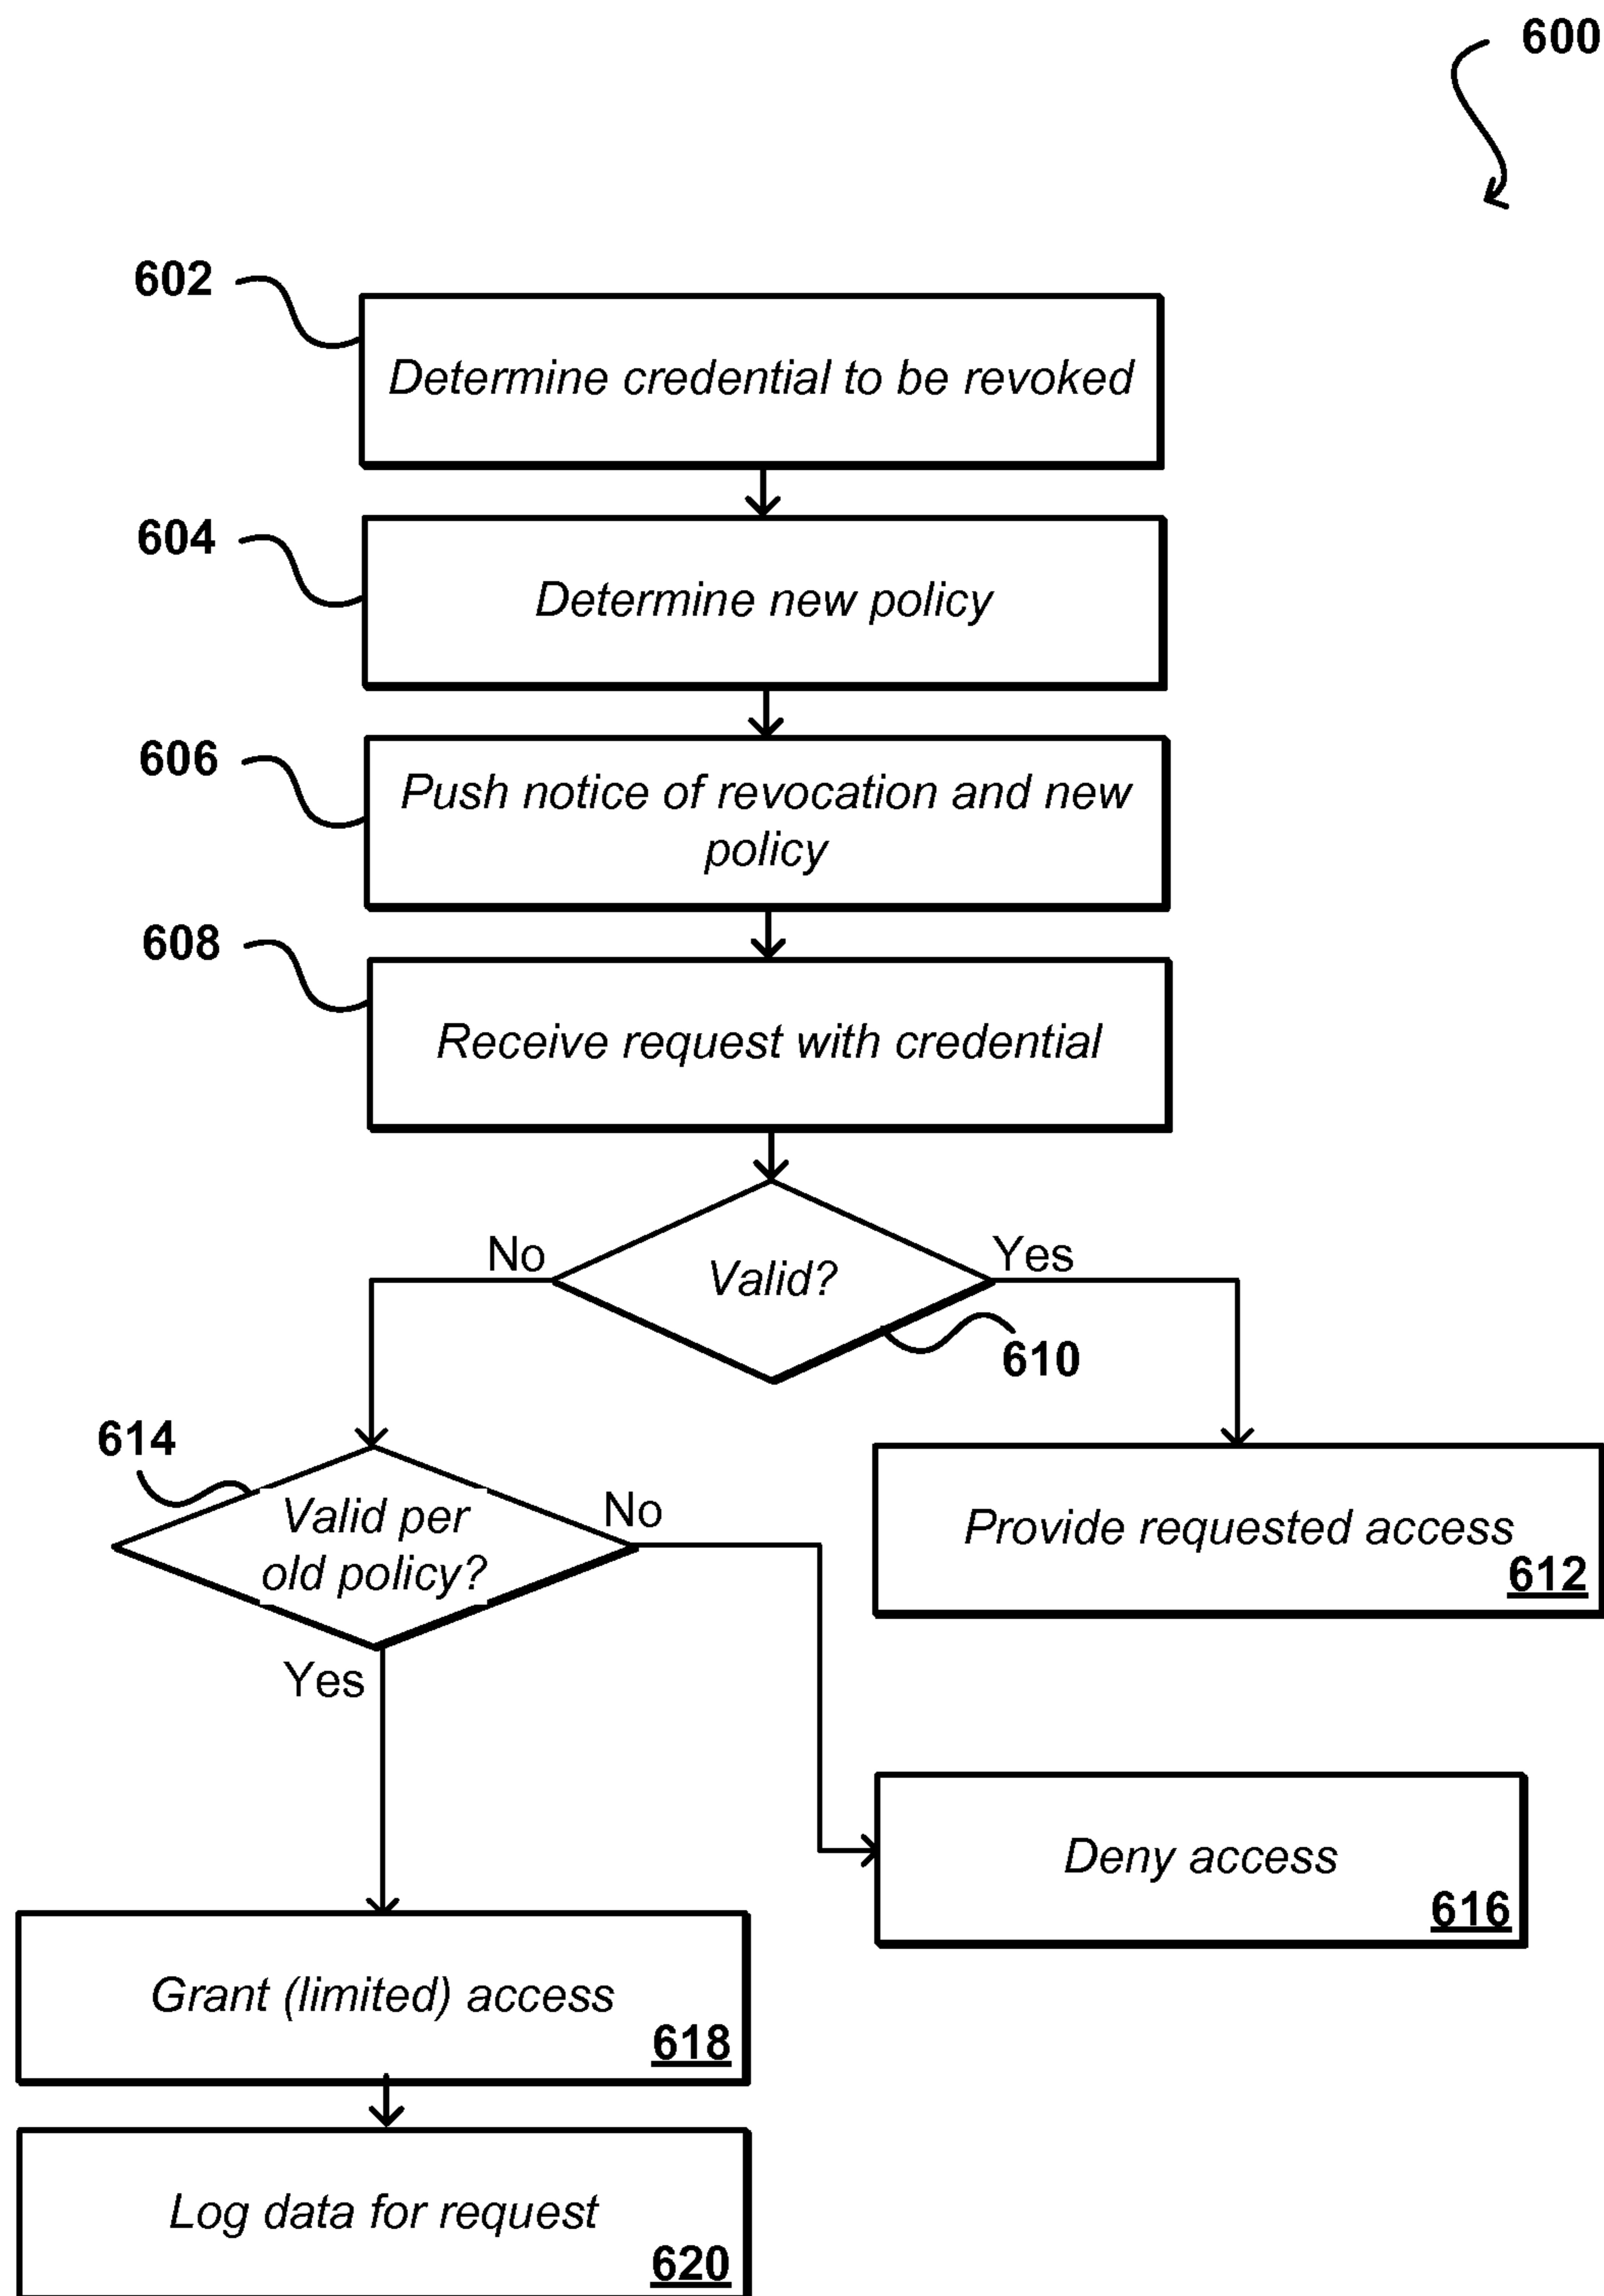 600
602
Determine credential to be revoked
604
Determine new policy
606
Push notice of revocation and new
policy
608
Receive request with credential
No
Valid?
Yes
610
614
Valid per
old policy?
No
Yes
Provide requested access
612
Deny access
616
Grant (limited) access
618
Log data for request
620